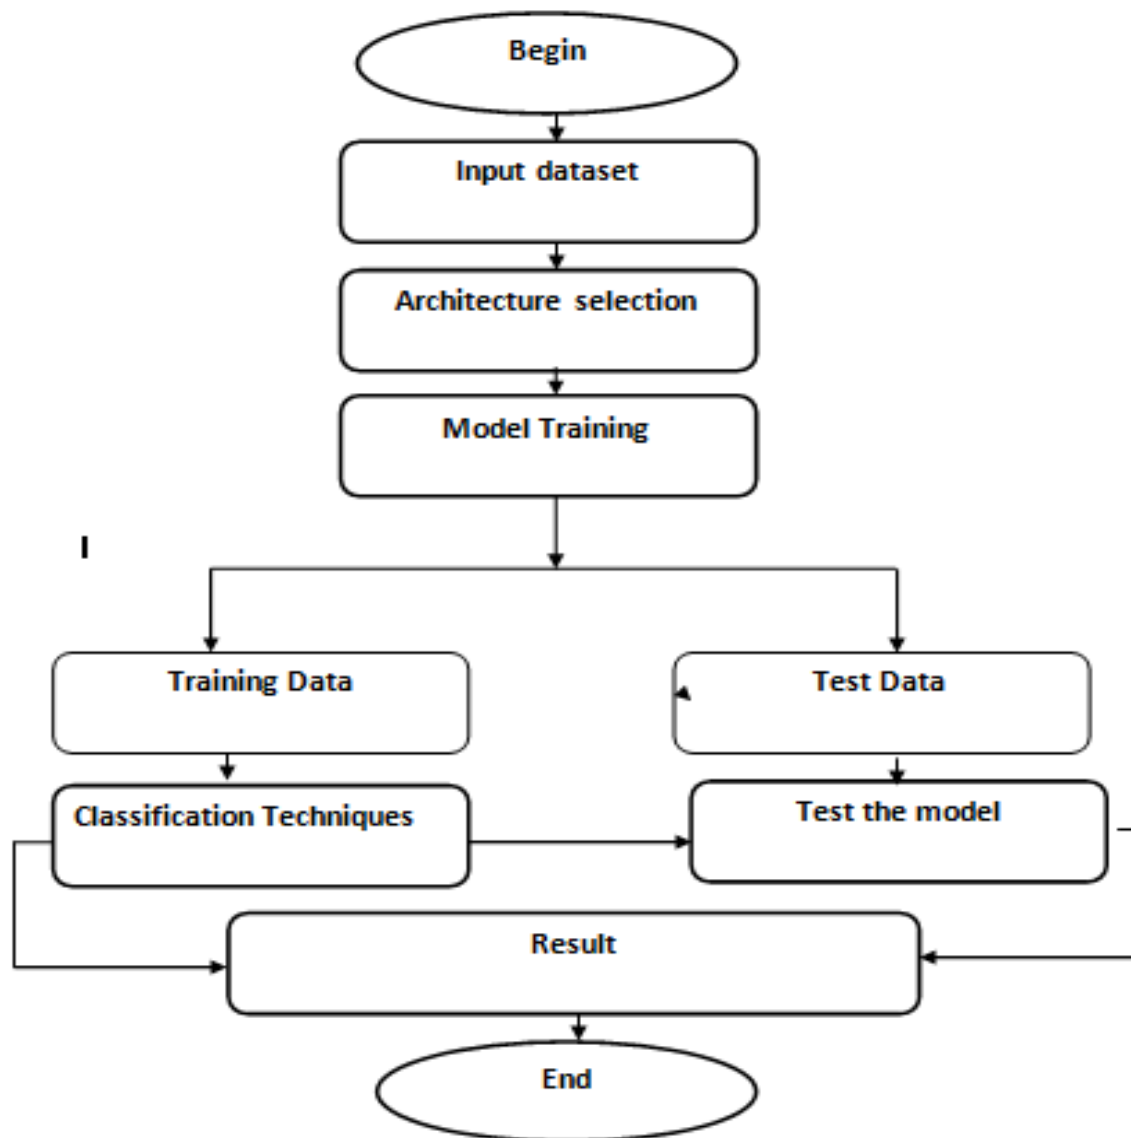 Begin
Input dataset
Architecture selection
Model Training
I
Training Data
Test Data
Classification Techniques
Test the model
Result
End